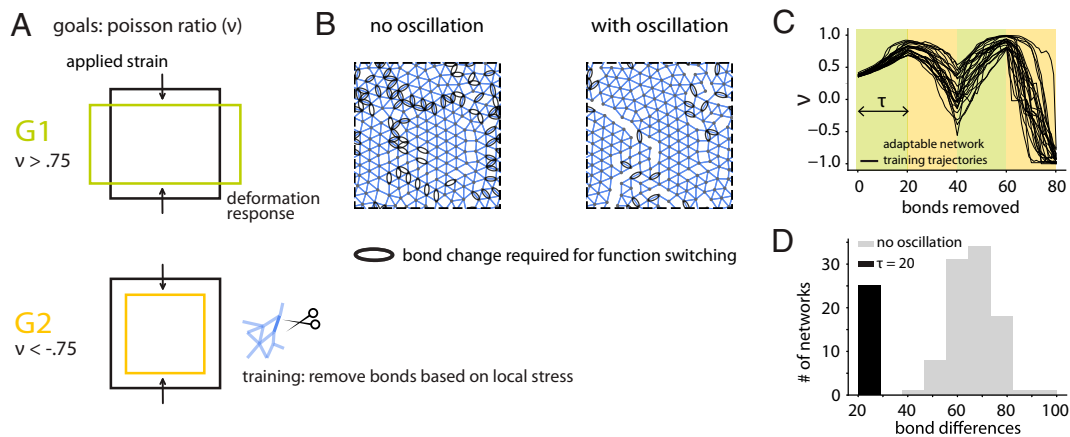 A
goals: poisson ratio (ν)
applied strain
G1
ν > .75
deformation
response
G2
ν < -.75
training: remove bonds based on local stress
B
no oscillation
with oscillation
bond change required for function switching
C
1.0
0.5
0.0
−0.5
−1.0
ν
τ
adaptable network
training trajectories
0
20
40
60
80
bonds removed
D
no oscillation
τ = 20
30
20
10
0
# of networks
20
40
60
80
100
bond differences